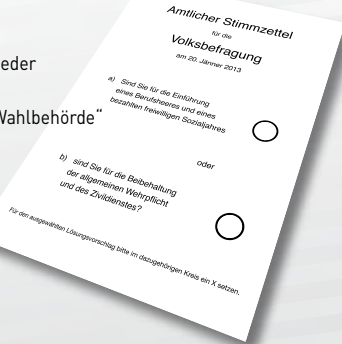 eder
Wahlbehörde“
Amtlicher Stimmzettel
für die
Volksbefragung
am 20. Jänner 2013
a) Sind Sie für die Einführung
eines Berufsheeres und eines
bezahlten freiwilligen Sozialjahres
oder
b) sind Sie für die Beibehaltung
der allgemeinen Wehrpflicht
und des Zivildienstes?
Für den ausgewählten Lösungsvorschlag bitte im dazugehörigen Kreis ein X setzen.